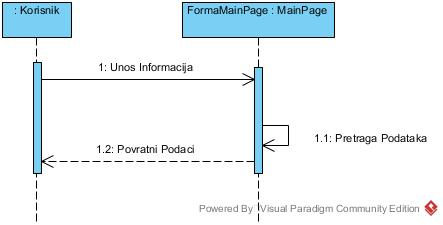 : Korisnik
FormaMainPage : MainPage
1: Unos Informacija
1.1: Pretraga Podataka
1.2: Povratni Podaci
Powered By Visual Paradigm Community Edition